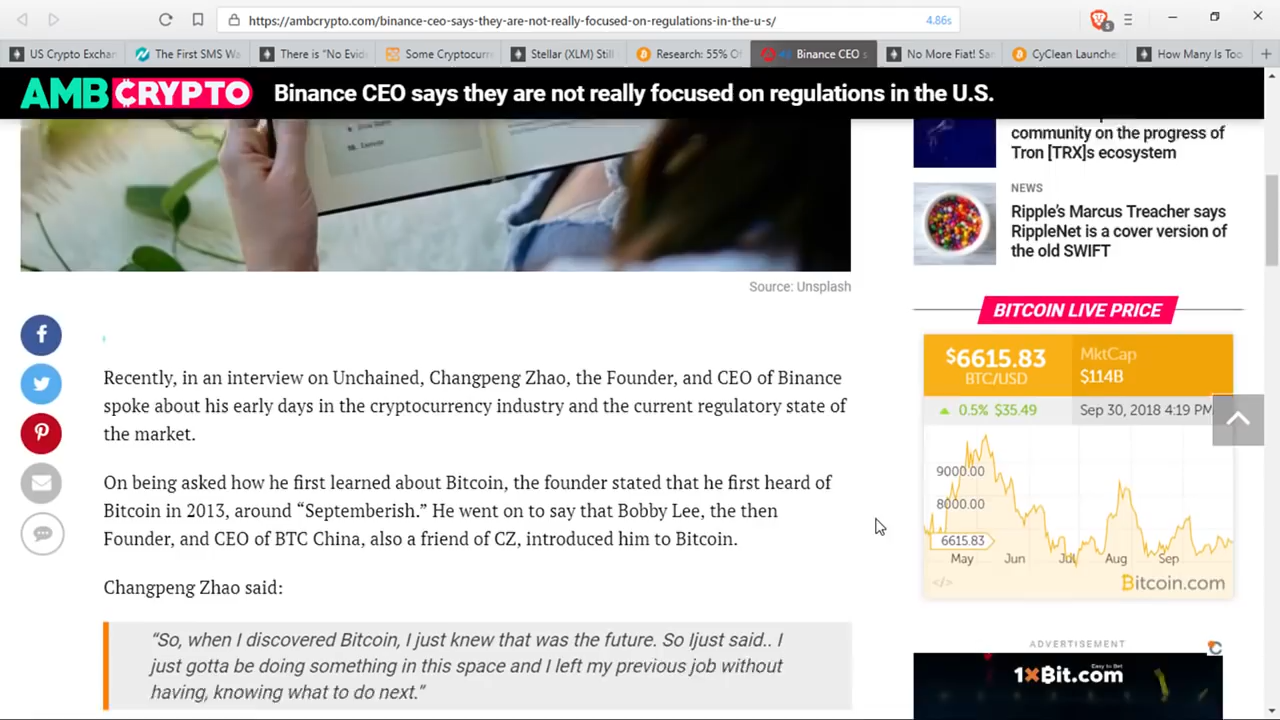 https://ambcrypto.com/binance-ceo-says-they-are-not-really-focused-on-regulations-in-the-u-s/
4.86s
5
US Crypto Exchan
The First SMS Wa
There is "No Evid
Some Cryptocurre
Stellar (XLM) Still
Research: 55% Of
Binance CEO s
No More Fiat! Sa
CyClean Launche
How Many Is Too
AMBCRYPTO
Binance CEO says they are not really focused on regulations in the U.S.
Source: Unsplash
Recently, in an interview on Unchained, Changpeng Zhao, the Founder, and CEO of Binance
spoke about his early days in the cryptocurrency industry and the current regulatory state of
the market.
On being asked how he first learned about Bitcoin, the founder stated that he first heard of
Bitcoin in 2013, around “Septemberish.” He went on to say that Bobby Lee, the then
Founder, and CEO of BTC China, also a friend of CZ, introduced him to Bitcoin.
Changpeng Zhao said:
“So, when I discovered Bitcoin, I just knew that was the future. So Ijust said.. I
just gotta be doing something in this space and I left my previous job without
having, knowing what to do next.”
community on the progress of
Tron [TRX]s ecosystem
NEWS
Ripple’s Marcus Treacher says
RippleNet is a cover version of
the old SWIFT
BITCOIN LIVE PRICE
$6615.83
BTC/USD
MktCap
$114B
0.5% $35.49
Sep 30, 2018 4:19 PM
9000.00
8000.00
6615.83
May Jun Jul Aug Sep
</>
Bitcoin.com
ADVERTISEMENT
Easy to Bet
1XBit.com